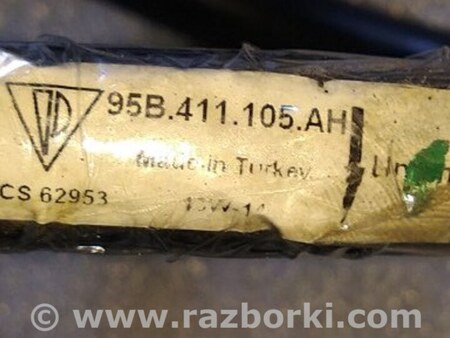 95B.411.105.AH
Made in Turkey
CS 62953
© www.razborki.com